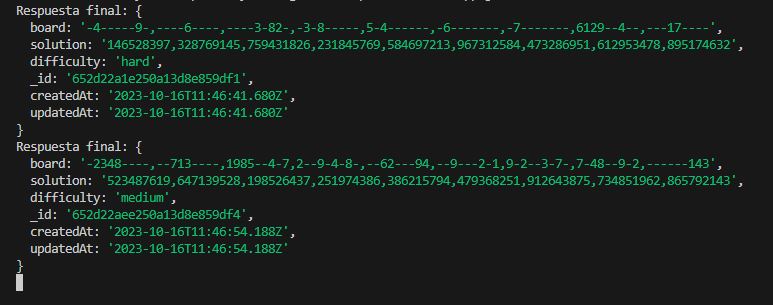 Respuesta final: {
  board: '-4-----9-,----6----,----3-82-,-3-8-----,5-4------,-6-------,-7-------,6129--4--,---17----',
  solution: '146528397,328769145,759431826,231845769,584697213,967312584,473286951,612953478,895174632',
  difficulty: 'hard',
  _id: '652d22a1e250a13d8e859df1',
  createdAt: '2023-10-16T11:46:41.680Z',
  updatedAt: '2023-10-16T11:46:41.680Z'
}
Respuesta final: {
  board: '-2348----,--713----,1985--4-7,2--9-4-8-,--62---94,--9---2-1,9-2--3-7-,7-48--9-2,------143',
  solution: '523487619,647139528,198526437,251974386,386215794,479368251,912643875,734851962,865792143',
  difficulty: 'medium',
  _id: '652d22aee250a13d8e859df4',
  createdAt: '2023-10-16T11:46:54.188Z',
  updatedAt: '2023-10-16T11:46:54.188Z'
}